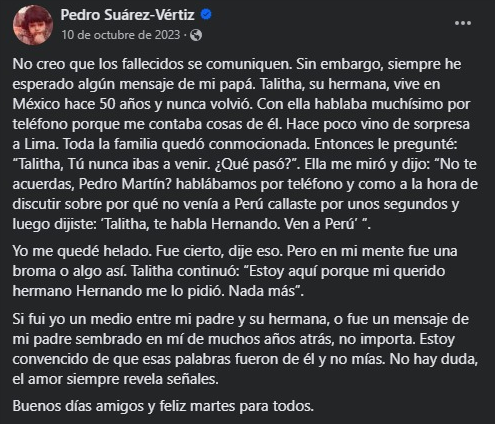 Pedro Suárez-Vértiz
10 de octubre de 2023 ·
No creo que los fallecidos se comuniquen. Sin embargo, siempre he
esperado algún mensaje de mi papá. Talitha, su hermana, vive en
México hace 50 años y nunca volvió. Con ella hablaba muchísimo por
teléfono porque me contaba cosas de él. Hace poco vino de sorpresa
a Lima. Toda la familia quedó conmocionada. Entonces le pregunté:
“Talitha, Tú nunca ibas a venir. ¿Qué pasó?”. Ella me miró y dijo: “No te
acuerdas, Pedro Martín? hablábamos por teléfono y como a la hora de
discutir sobre por qué no venía a Perú callaste por unos segundos y
luego dijiste: ‘Talitha, te habla Hernando. Ven a Perú’ “.
Yo me quedé helado. Fue cierto, dije eso. Pero en mi mente fue una
broma o algo así. Talitha continuó: “Estoy aquí porque mi querido
hermano Hernando me lo pidió. Nada más”.
Si fui yo un medio entre mi padre y su hermana, o fue un mensaje de
mi padre sembrado en mí de muchos años atrás, no importa. Estoy
convencido de que esas palabras fueron de él y no mías. No hay duda,
el amor siempre revela señales.
Buenos días amigos y feliz martes para todos.